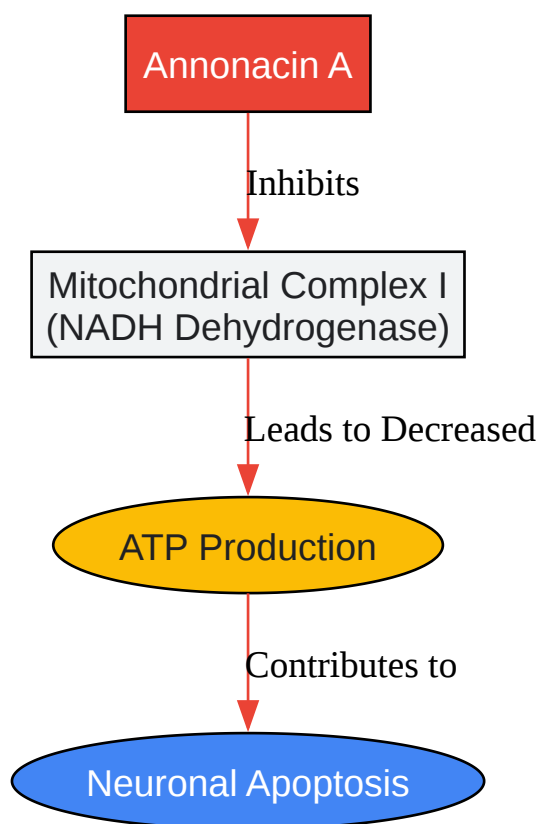 Annonacin A
Inhibits
Mitochondrial Complex I
(NADH Dehydrogenase)
Leads to Decreased
ATP Production
Contributes to
Neuronal Apoptosis